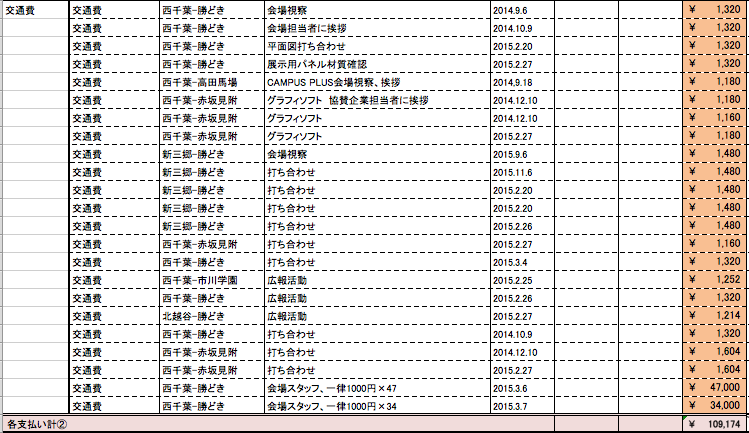 交通費 交通費 西千葉-勝どき 会場視察 2014.9.6 ¥ 1,320
交通費 西千葉-勝どき 会場担当者に挨拶 2014.10.9 ¥ 1,320
交通費 西千葉-勝どき 平面図打ち合わせ 2015.2.20 ¥ 1,320
交通費 西千葉-勝どき 展示用パネル材質確認 2015.2.27 ¥ 1,320
交通費 西千葉-高田馬場 CAMPUS PLUS会場視察、挨拶 2014.9.18 ¥ 1,180
交通費 西千葉-赤坂見附 グラフィソフト 協賛企業担当者に挨拶 2014.12.10 ¥ 1,180
交通費 西千葉-赤坂見附 グラフィソフト 2014.12.10 ¥ 1,160
交通費 西千葉-赤坂見附 グラフィソフト 2015.2.27 ¥ 1,180
交通費 新三郷-勝どき 会場視察 2015.9.6 ¥ 1,480
交通費 新三郷-勝どき 打ち合わせ 2015.11.6 ¥ 1,480
交通費 新三郷-勝どき 打ち合わせ 2015.2.20 ¥ 1,480
交通費 新三郷-勝どき 打ち合わせ 2015.2.20 ¥ 1,480
交通費 新三郷-勝どき 打ち合わせ 2015.2.26 ¥ 1,480
交通費 西千葉-赤坂見附 打ち合わせ 2015.2.27 ¥ 1,160
交通費 西千葉-勝どき 打ち合わせ 2015.3.4 ¥ 1,320
交通費 西千葉-市川学園 広報活動 2015.2.25 ¥ 1,252
交通費 西千葉-勝どき 広報活動 2015.2.26 ¥ 1,320
交通費 北越谷-勝どき 広報活動 2015.2.27 ¥ 1,214
交通費 西千葉-勝どき 打ち合わせ 2014.10.9 ¥ 1,320
交通費 西千葉-赤坂見附 打ち合わせ 2014.12.10 ¥ 1,604
交通費 西千葉-赤坂見附 打ち合わせ 2015.2.27 ¥ 1,604
交通費 西千葉-勝どき 会場スタッフ、一律1000円×47 2015.3.6 ¥ 47,000
交通費 西千葉-勝どき 会場スタッフ、一律1000円×34 2015.3.7 ¥ 34,000
各支払い計② ¥ 109,174